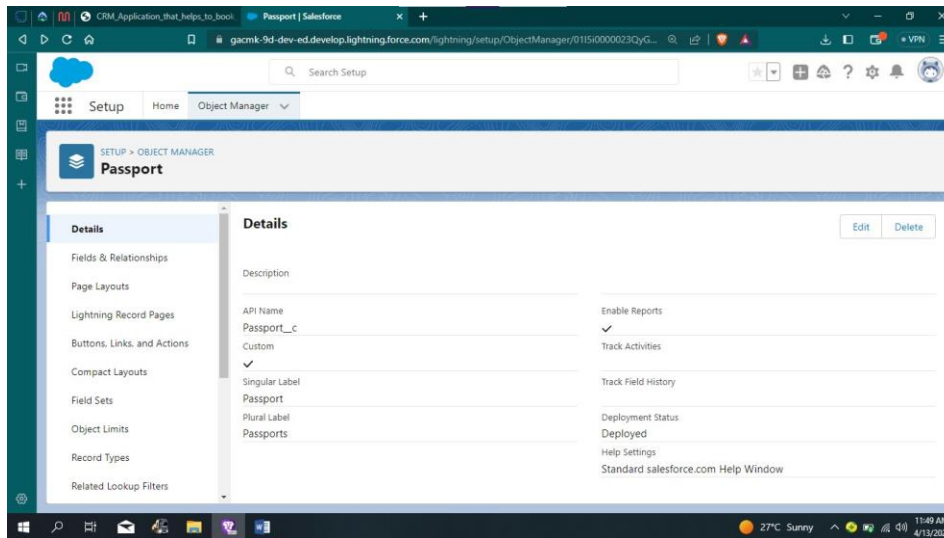 CRM_Application_that_helps_to_book
Passport | Salesforce
gacmk-9d-dev-ed.develop.lightning.force.com/lightning/setup/ObjectManager/01ISi0000023QyG...
VPN
Search Setup
Setup
Home
Object Manager
SETUP > OBJECT MANAGER
Passport
Details
Fields & Relationships
Page Layouts
Lightning Record Pages
Buttons, Links, and Actions
Compact Layouts
Field Sets
Object Limits
Record Types
Related Lookup Filters
Details
Edit
Delete
Description
API Name
Passport__c
Custom
Singular Label
Passport
Plural Label
Passports
Enable Reports
Track Activities
Track Field History
Deployment Status
Deployed
Help Settings
Standard salesforce.com Help Window
27°C Sunny
11:49 AM
4/13/202